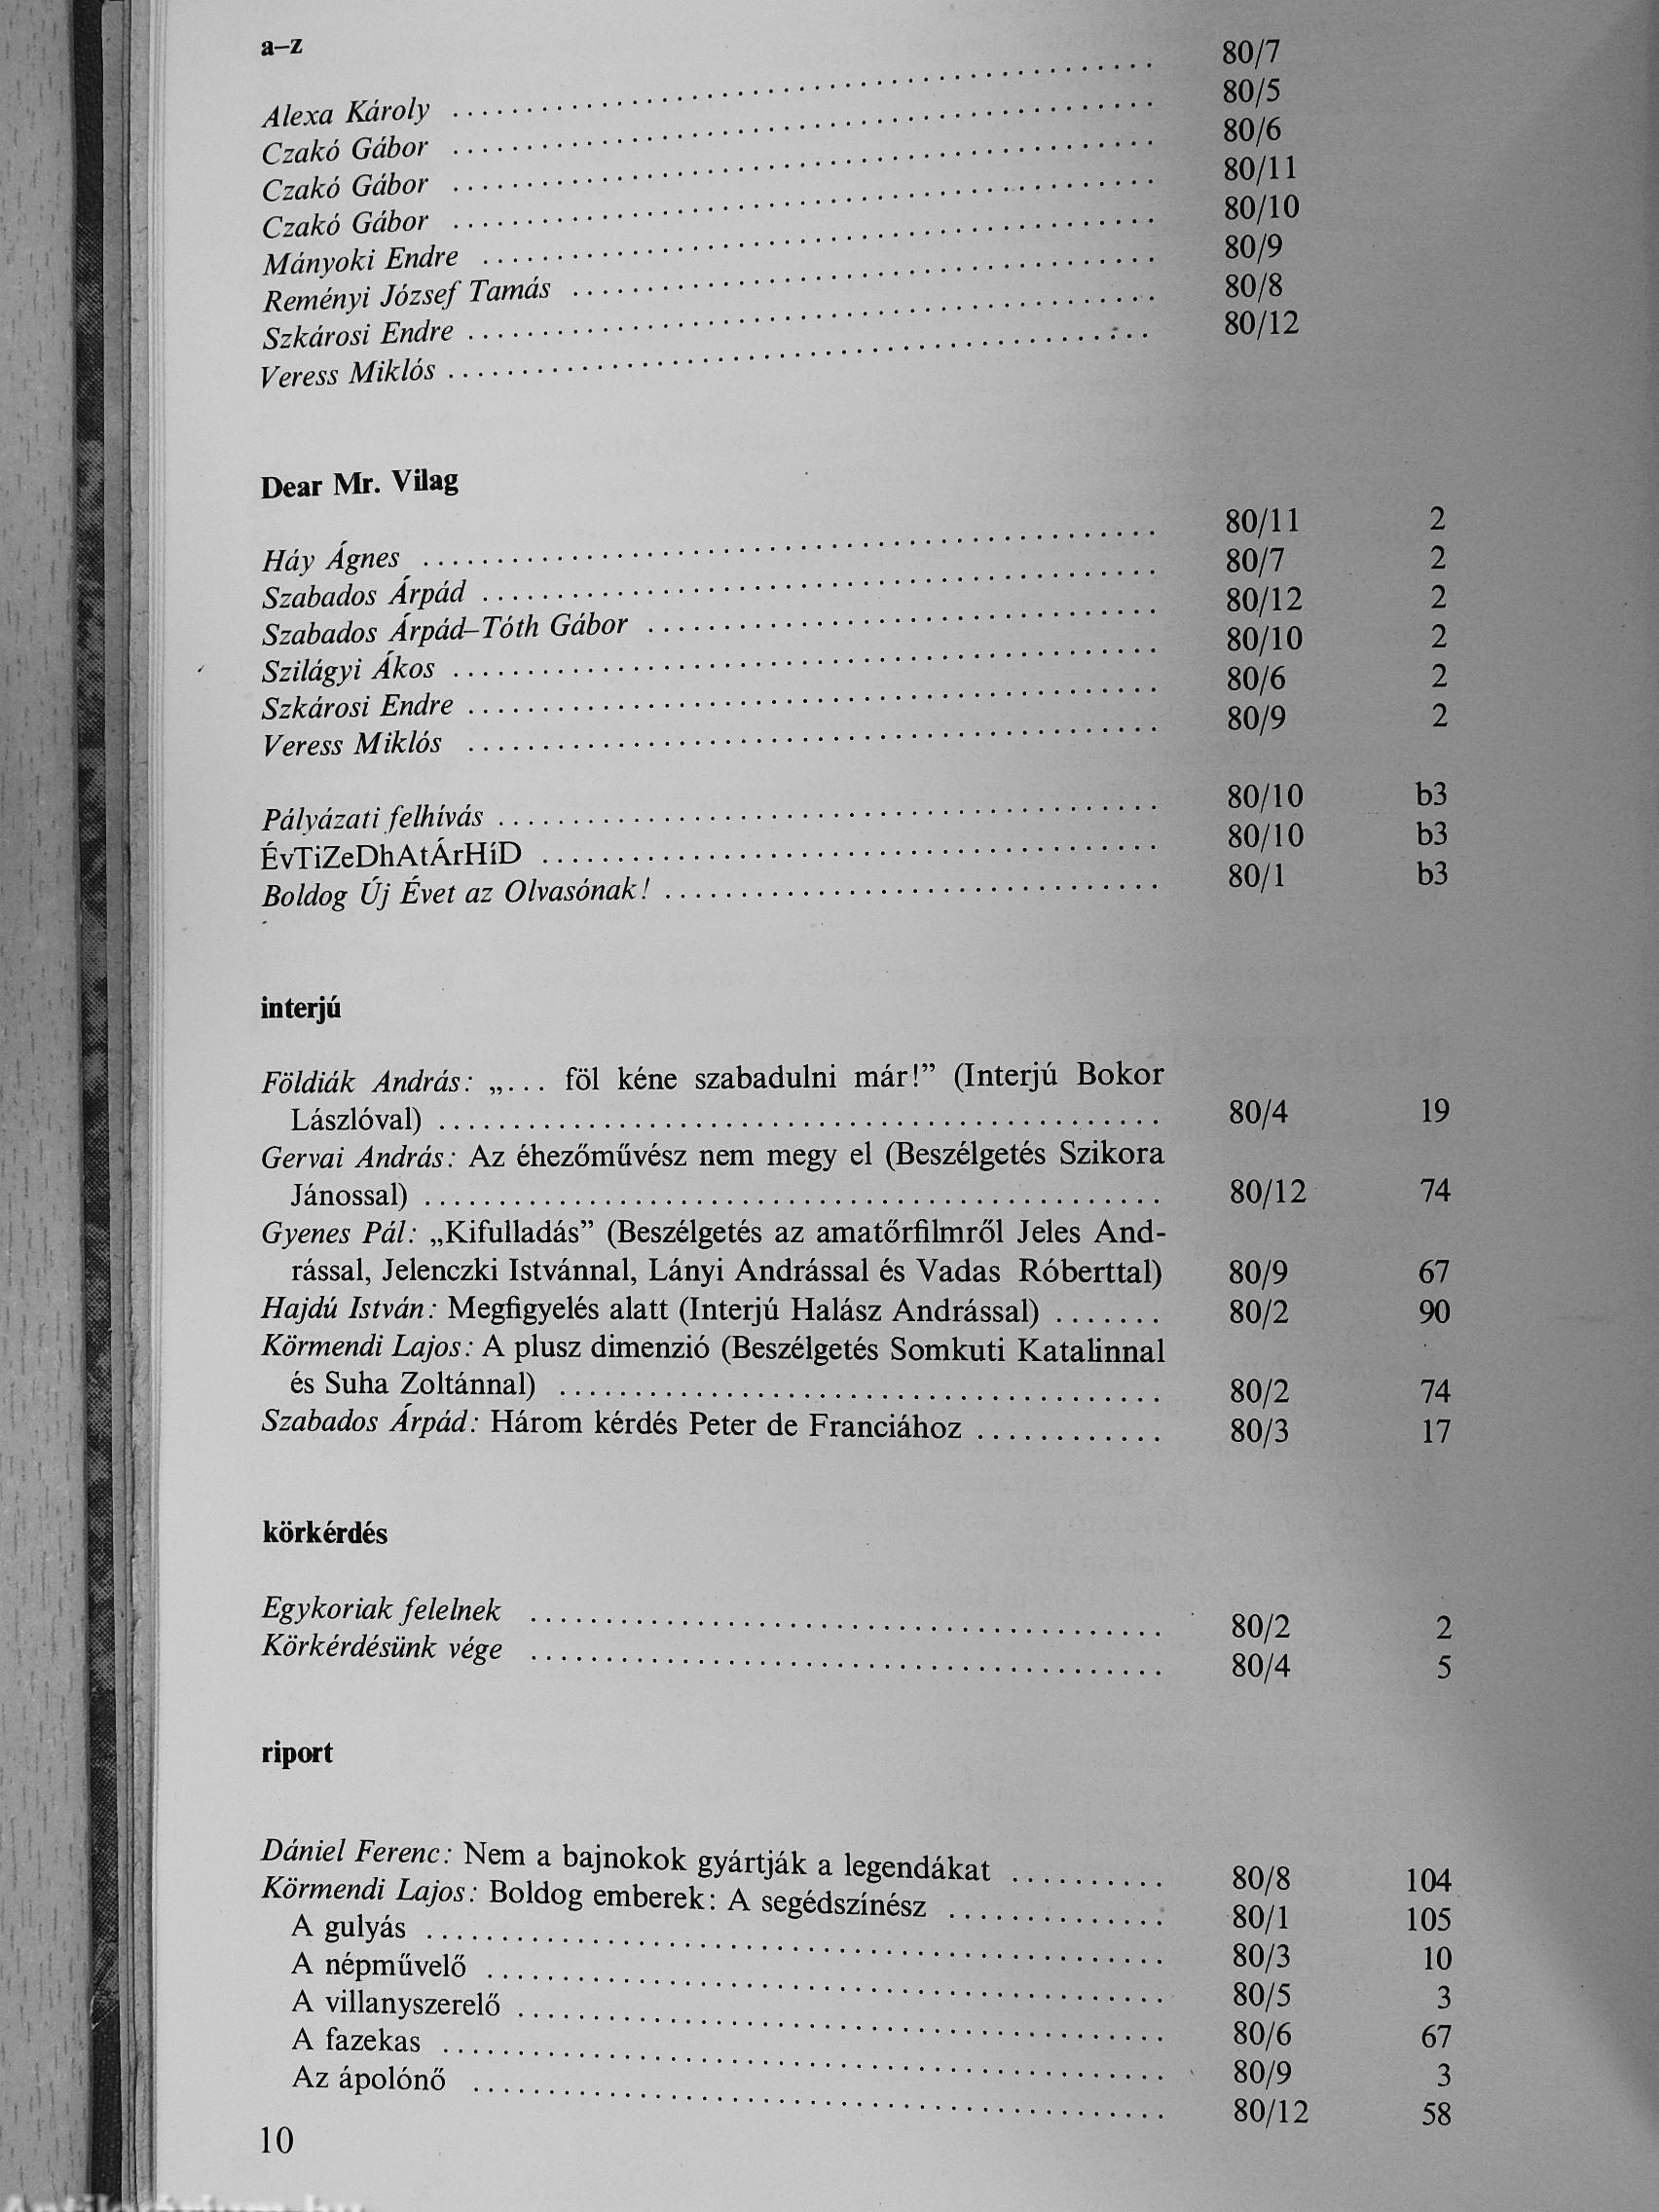 a–z
Alexa Károly .......... 80/7
Czakó Gábor .......... 80/5
Czakó Gábor .......... 80/6
Czakó Gábor .......... 80/11
Mányoki Endre .......... 80/10
Reményi József Tamás .......... 80/9
Szkárosi Endre .......... 80/8
Veress Miklós .......... 80/12
Dear Mr. Vilag
Háy Ágnes .......... 80/11 2
Szabados Árpád .......... 80/7 2
Szabados Árpád–Tóth Gábor .......... 80/12 2
Szilágyi Ákos .......... 80/10 2
Szkárosi Endre .......... 80/6 2
Veress Miklós .......... 80/9 2
Pályázati felhívás .......... 80/10 b3
ÉvTiZeDhAtÁrHíD .......... 80/10 b3
Boldog Új Évet az Olvasónak! .......... 80/1 b3
interjú
Földiák András: „... föl kéne szabadulni már!” (Interjú Bokor
Lászlóval) .......... 80/4 19
Gervai András: Az éhezőművész nem megy el (Beszélgetés Szikora
Jánossal) .......... 80/12 74
Gyenes Pál: „Kifulladás” (Beszélgetés az amatőrfilmről Jeles And-
rással, Jelenczki Istvánnal, Lányi Andrással és Vadas Róberttal) 80/9 67
Hajdú István: Megfigyelés alatt (Interjú Halász Andrással) ....... 80/2 90
Körmendi Lajos: A plusz dimenzió (Beszélgetés Somkuti Katalinnal
és Suha Zoltánnal) .......... 80/2 74
Szabados Árpád: Három kérdés Peter de Franciához .......... 80/3 17
körkérdés
Egykoriak felelnek .......... 80/2 2
Körkérdésünk vége .......... 80/4 5
riport
Dániel Ferenc: Nem a bajnokok gyártják a legendákat .......... 80/8 104
Körmendi Lajos: Boldog emberek: A segédszínész .......... 80/1 105
A gulyás .......... 80/3 10
A népművelő .......... 80/5 3
A villanyszerelő .......... 80/6 67
A fazekas .......... 80/9 3
Az ápolónő .......... 80/12 58
10